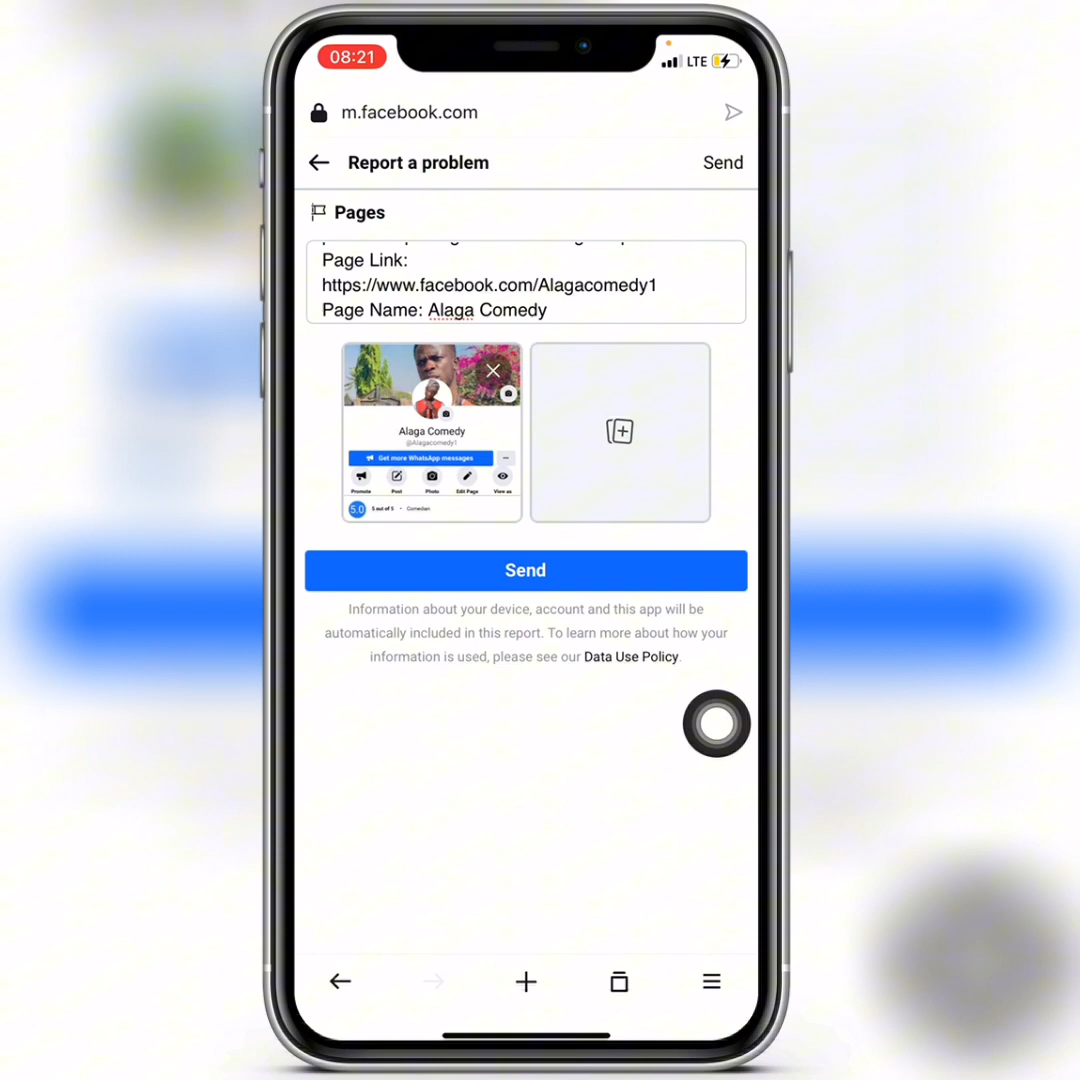 08:21
LTE
m.facebook.com
Report a problem
Send
Pages
Page Link:
https://www.facebook.com/Alagacomedy1
Page Name: Alaga Comedy
Alaga Comedy
@Alagacomedy1
Get more WhatsApp messages
Promote
Post
Photo
Edit Page
View as
5.0
5 out of 5 · Comedian
Send
Information about your device, account and this app will be
automatically included in this report. To learn more about how your
information is used, please see our Data Use Policy.